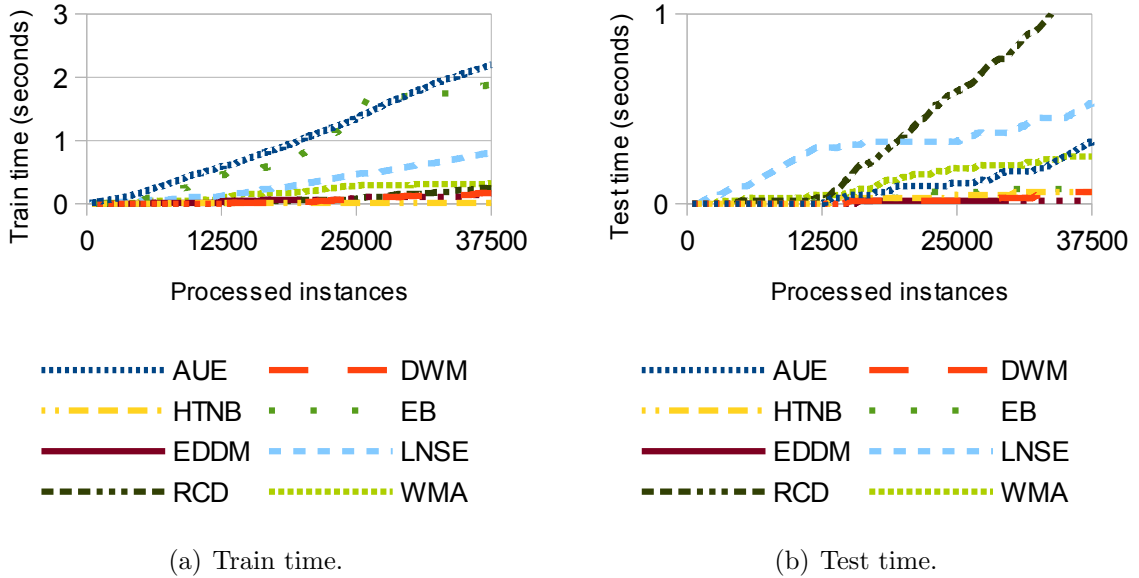 Train time (seconds)
3
2
1
0
0 12500 25000 37500
Processed instances
AUE DWM
HTNB EB
EDDM LNSE
RCD WMA
(a) Train time.
Test time (seconds)
1
0
0 12500 25000 37500
Processed instances
AUE DWM
HTNB EB
EDDM LNSE
RCD WMA
(b) Test time.